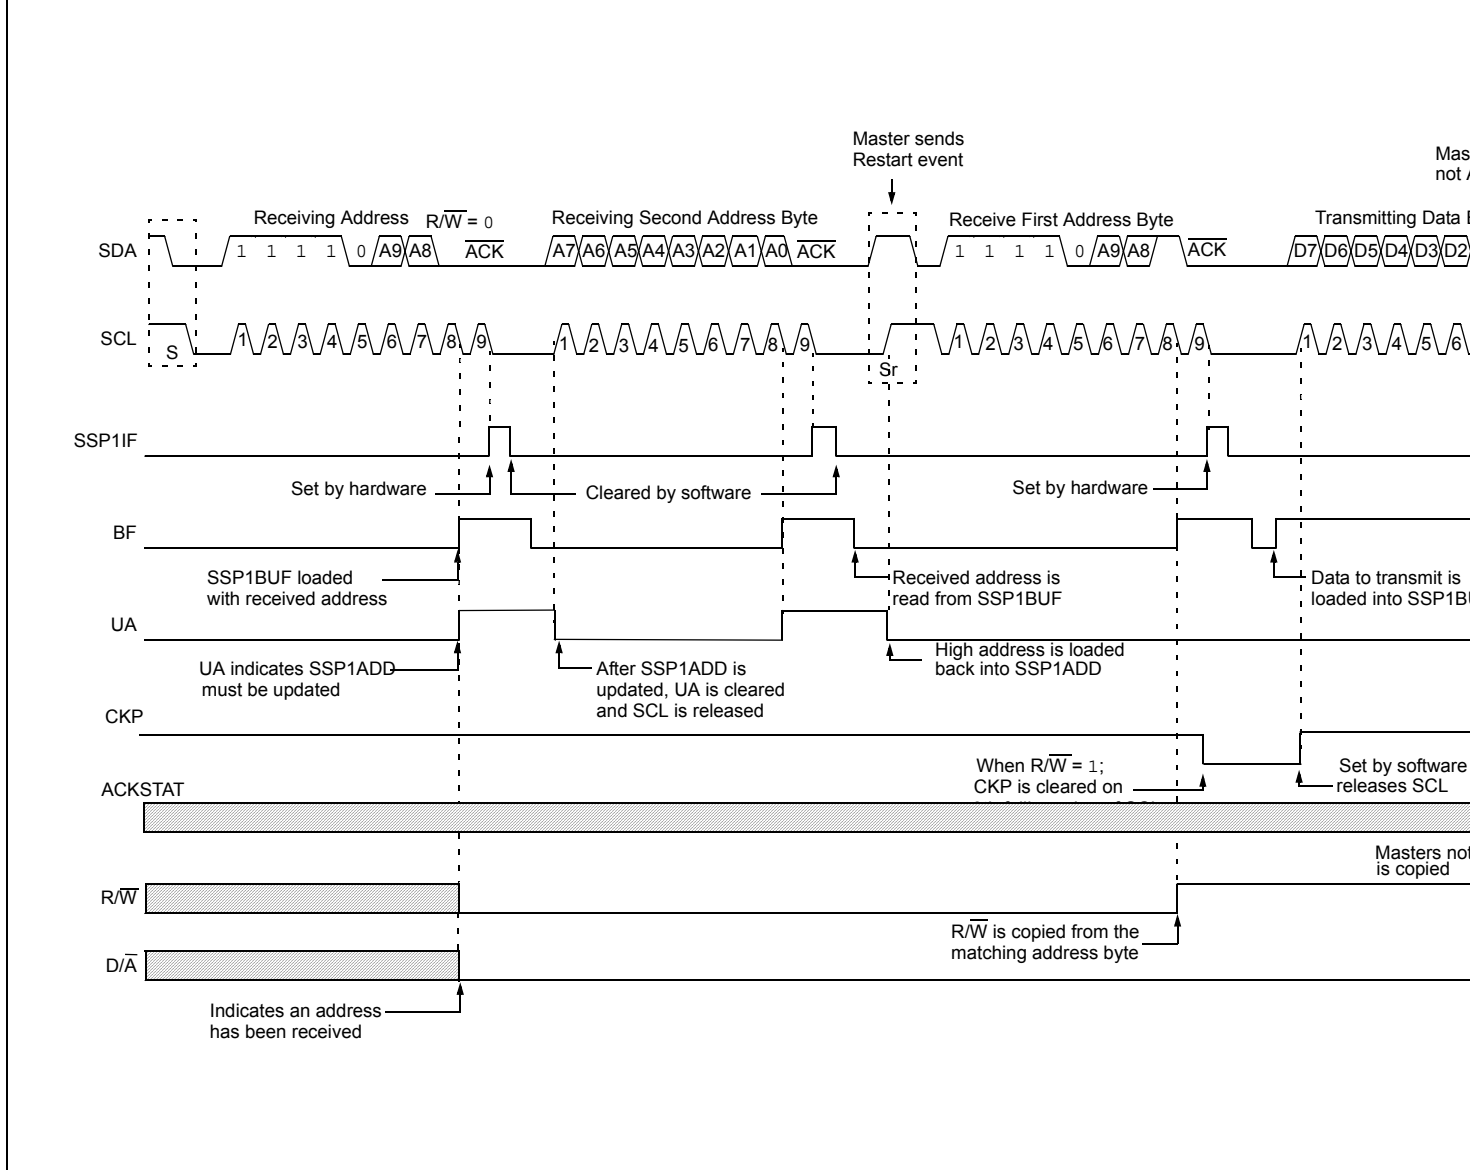 Master sends
Restart event
Mas
not A
Receiving Address R/W = 0
Receiving Second Address Byte
Receive First Address Byte
Transmitting Data B
SDA
1 1 1 1 0 A9 A8 ACK
A7 A6 A5 A4 A3 A2 A1 A0 ACK
1 1 1 1 0 A9 A8 ACK
D7 D6 D5 D4 D3 D2
SCL
S
1 2 3 4 5 6 7 8 9
1 2 3 4 5 6 7 8 9
Sr
1 2 3 4 5 6 7 8 9
1 2 3 4 5 6
SSP1IF
Set by hardware
Cleared by software
Set by hardware
BF
SSP1BUF loaded
with received address
Received address is
read from SSP1BUF
Data to transmit is
loaded into SSP1BU
UA
UA indicates SSP1ADD
must be updated
After SSP1ADD is
updated, UA is cleared
and SCL is released
High address is loaded
back into SSP1ADD
CKP
When R/W = 1;
CKP is cleared on
Set by software
releases SCL
ACKSTAT
Masters not
is copied
R/W
R/W is copied from the
matching address byte
D/A
Indicates an address
has been received